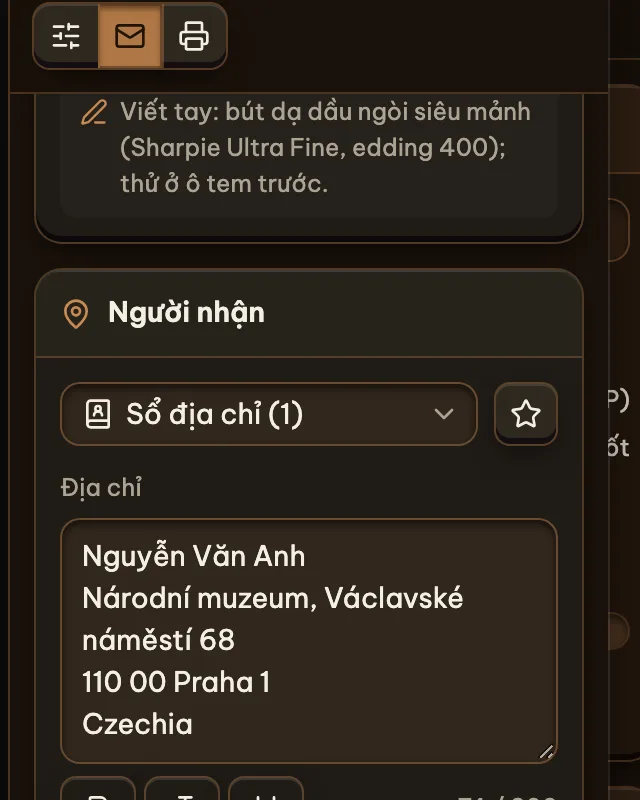 Viết tay: bút dạ dầu ngòi siêu mảnh
(Sharpie Ultra Fine, edding 400);
thử ở ô tem trước.
Người nhận
Sổ địa chỉ (1)
Địa chỉ
Nguyễn Văn Anh
Národní muzeum, Václavské
náměstí 68
110 00 Praha 1
Czechia